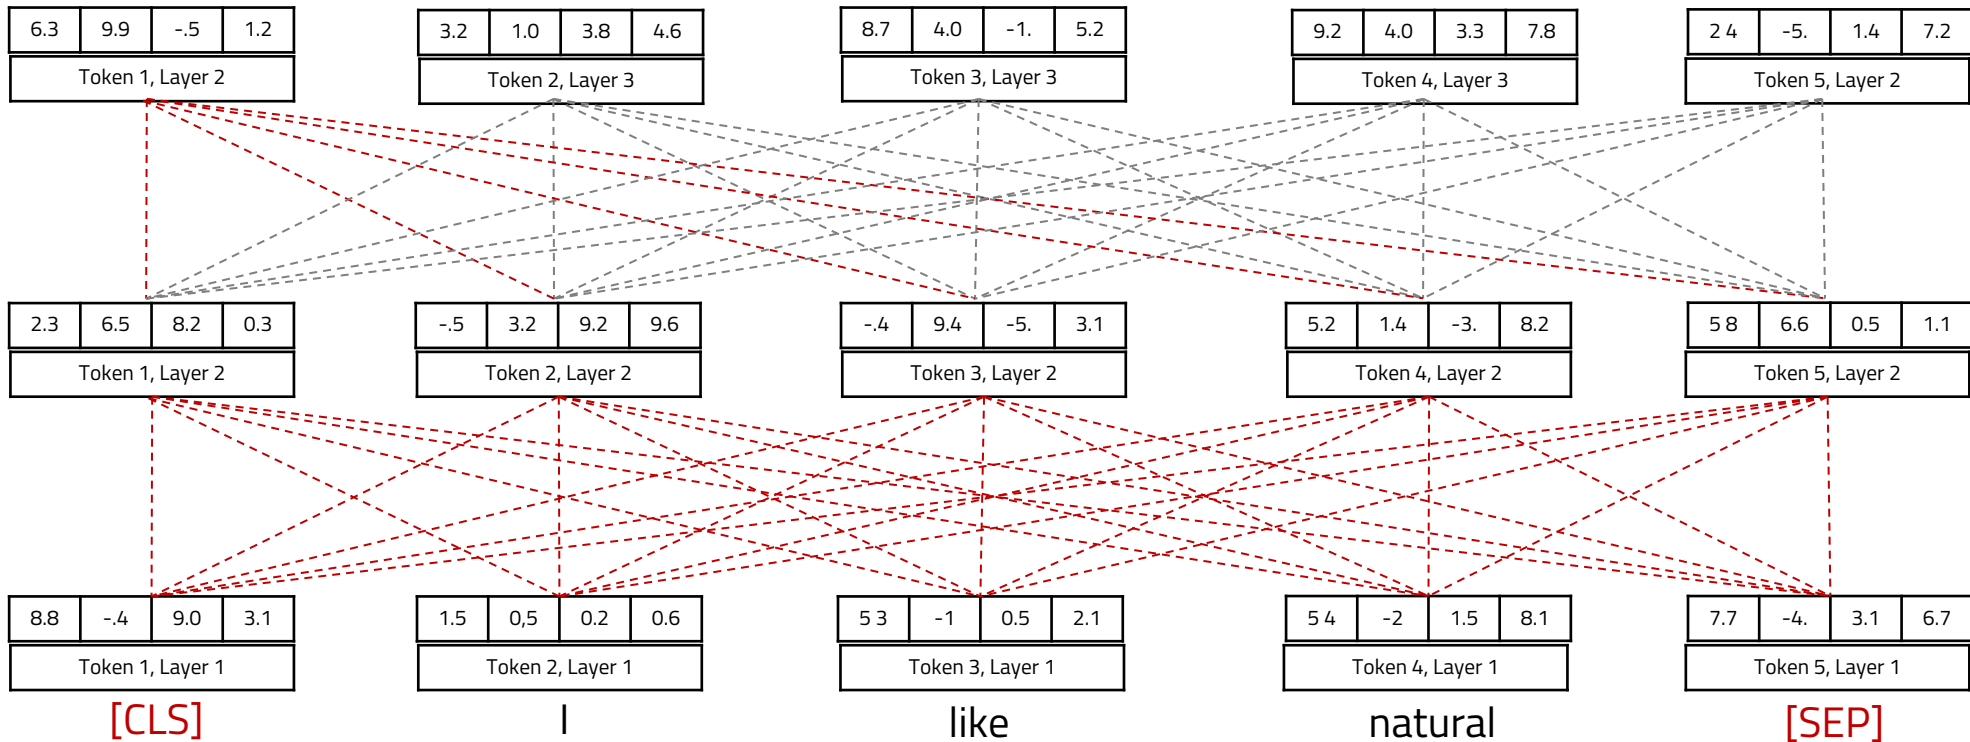 6.3 9.9 -.5 1.2
3.2 1.0 3.8 4.6
8.7 4.0 -1. 5.2
9.2 4.0 3.3 7.8
2 4 -5. 1.4 7.2
Token 1, Layer 2
Token 2, Layer 3
Token 3, Layer 3
Token 4, Layer 3
Token 5, Layer 2
2.3 6.5 8.2 0.3
-.5 3.2 9.2 9.6
-.4 9.4 -5. 3.1
5.2 1.4 -3. 8.2
5 8 6.6 0.5 1.1
Token 1, Layer 2
Token 2, Layer 2
Token 3, Layer 2
Token 4, Layer 2
Token 5, Layer 2
8.8 -.4 9.0 3.1
1.5 0,5 0.2 0.6
5 3 -1 0.5 2.1
5 4 -2 1.5 8.1
7.7 -4. 3.1 6.7
Token 1, Layer 1
Token 2, Layer 1
Token 3, Layer 1
Token 4, Layer 1
Token 5, Layer 1
[CLS]
I
like
natural
[SEP]